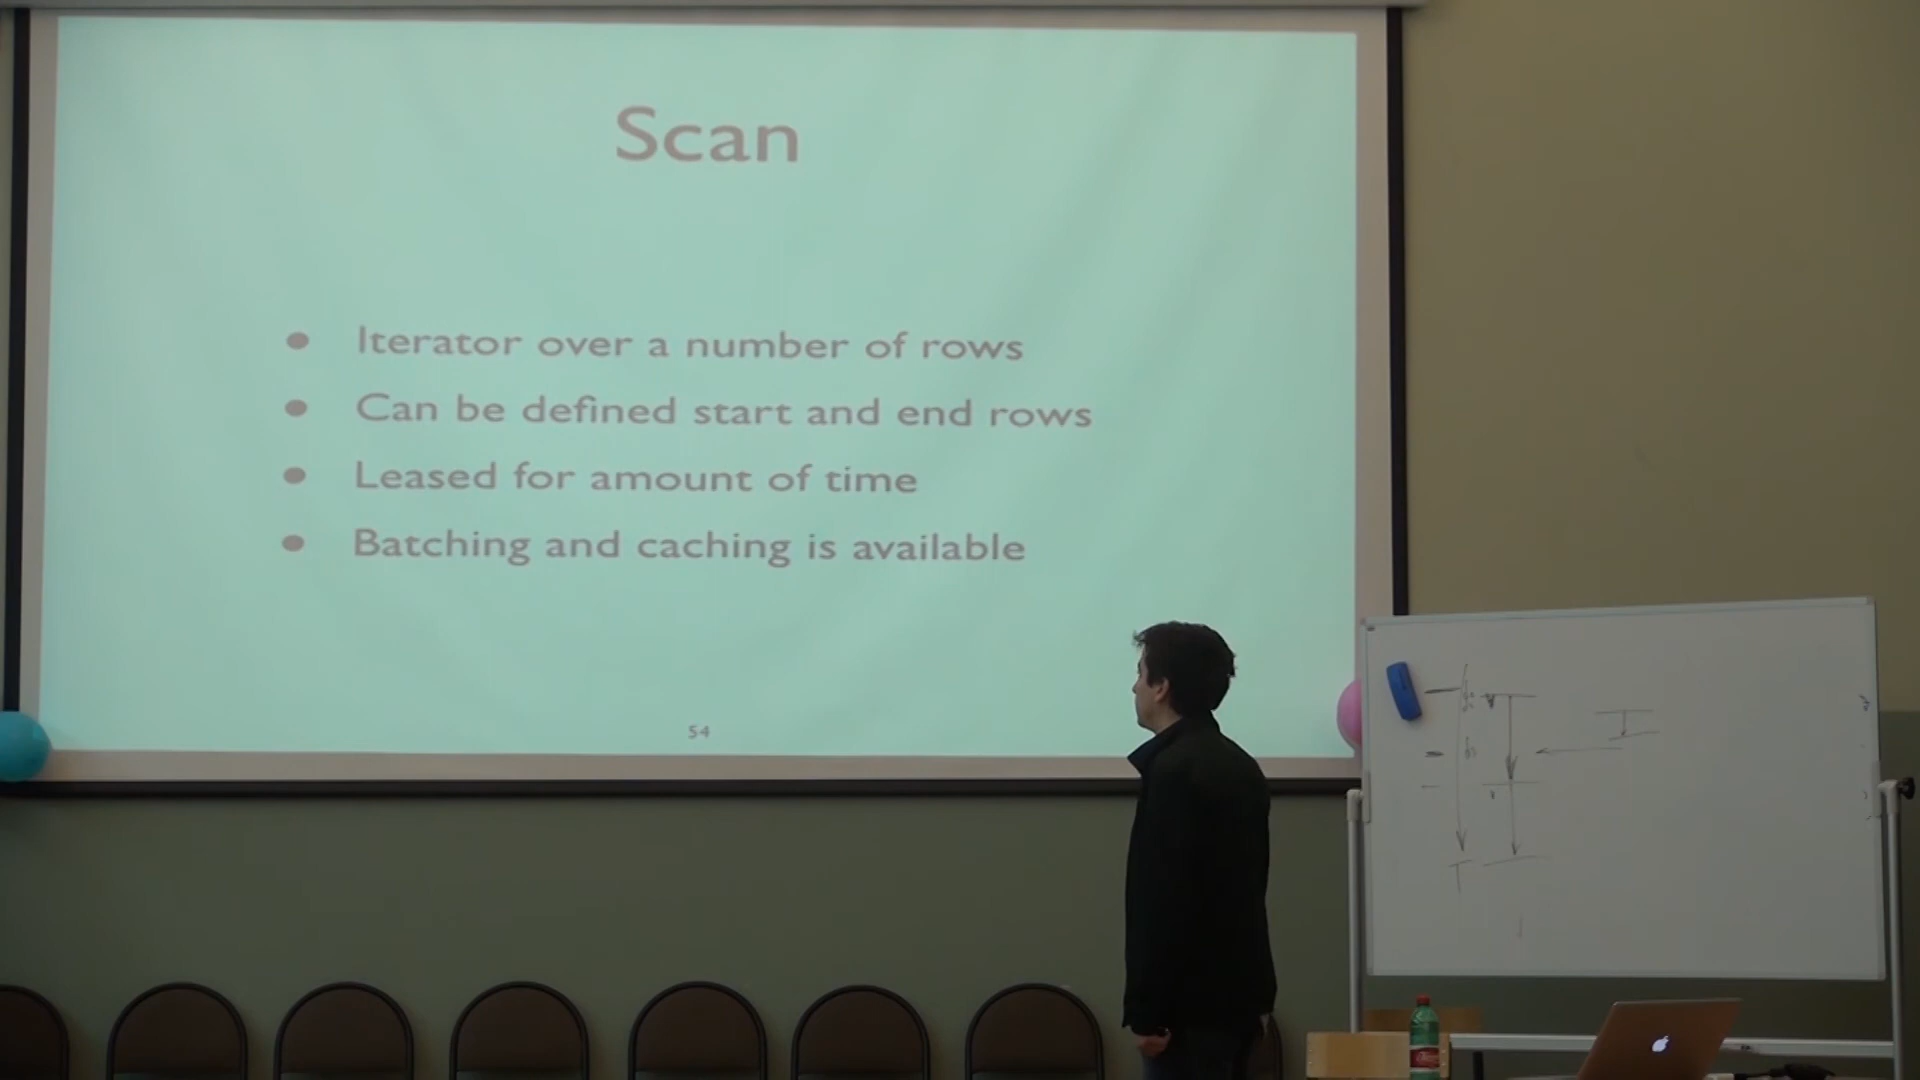 Scan
Iterator over a number of rows
Can be defined start and end rows
Leased for amount of time
Batching and caching is available
54